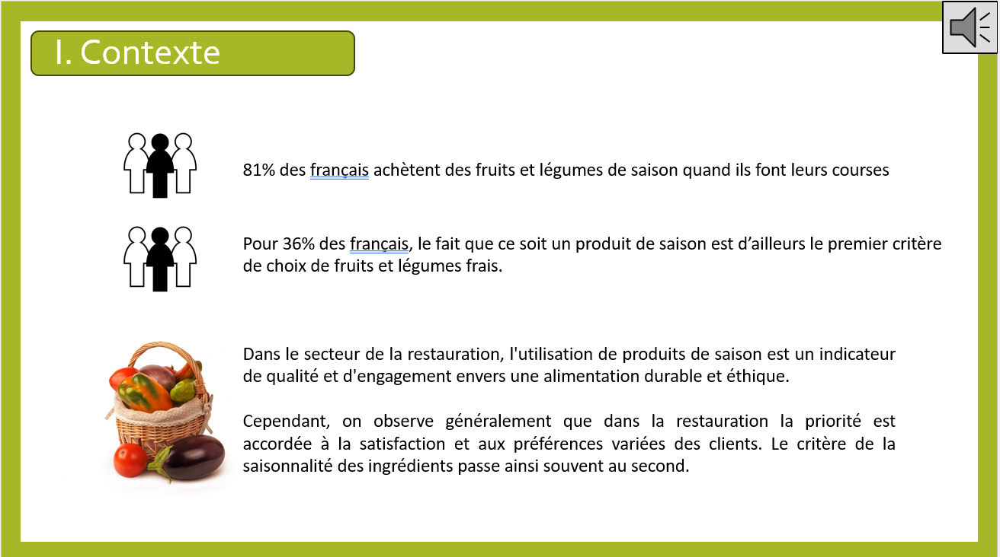 I. Contexte
81% des français achètent des fruits et légumes de saison quand ils font leurs courses
Pour 36% des français, le fait que ce soit un produit de saison est d’ailleurs le premier critère
de choix de fruits et légumes frais.
Dans le secteur de la restauration, l'utilisation de produits de saison est un indicateur
de qualité et d'engagement envers une alimentation durable et éthique.
Cependant, on observe généralement que dans la restauration la priorité est
accordée à la satisfaction et aux préférences variées des clients. Le critère de la
saisonnalité des ingrédients passe ainsi souvent au second.